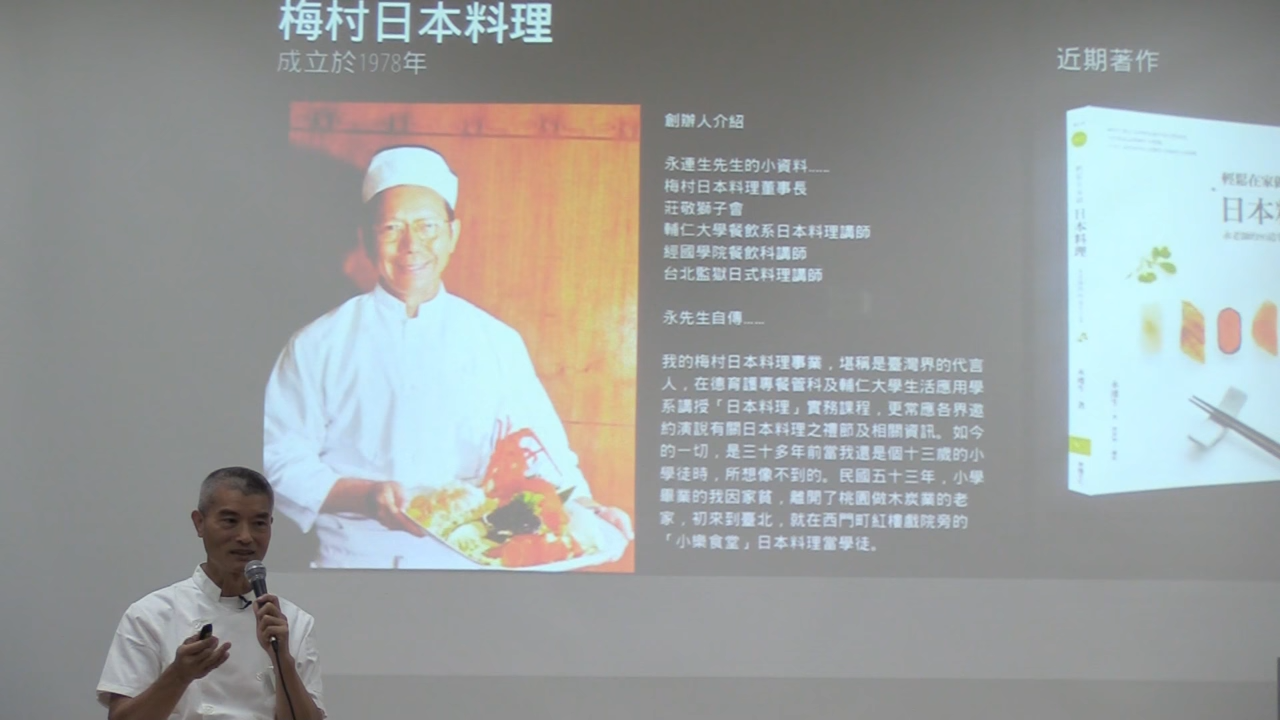 梅村日本料理
成立於1978年
創辦人介紹
永連生先生的小資料......
梅村日本料理董事長
莊敬獅子會
輔仁大學餐飲系日本料理講師
經國學院餐飲科講師
台北監獄日式料理講師
永先生自傳......
我的梅村日本料理事業，堪稱是臺灣界的代言
人，在德育護專餐管科及輔仁大學生活應用學
系講授「日本料理」實務課程，更常應各界邀
約演說有關日本料理之禮節及相關資訊。如今
的一切，是三十多年前當我還是個十三歲的小
學徒時，所想像不到的。民國五十三年，小學
畢業的我因家貧，離開了桃園做木炭業的老
家，初來到臺北，就在西門町紅樓戲院旁的
「小樂食堂」日本料理當學徒。
近期著作
輕鬆在家
日本
日本料理